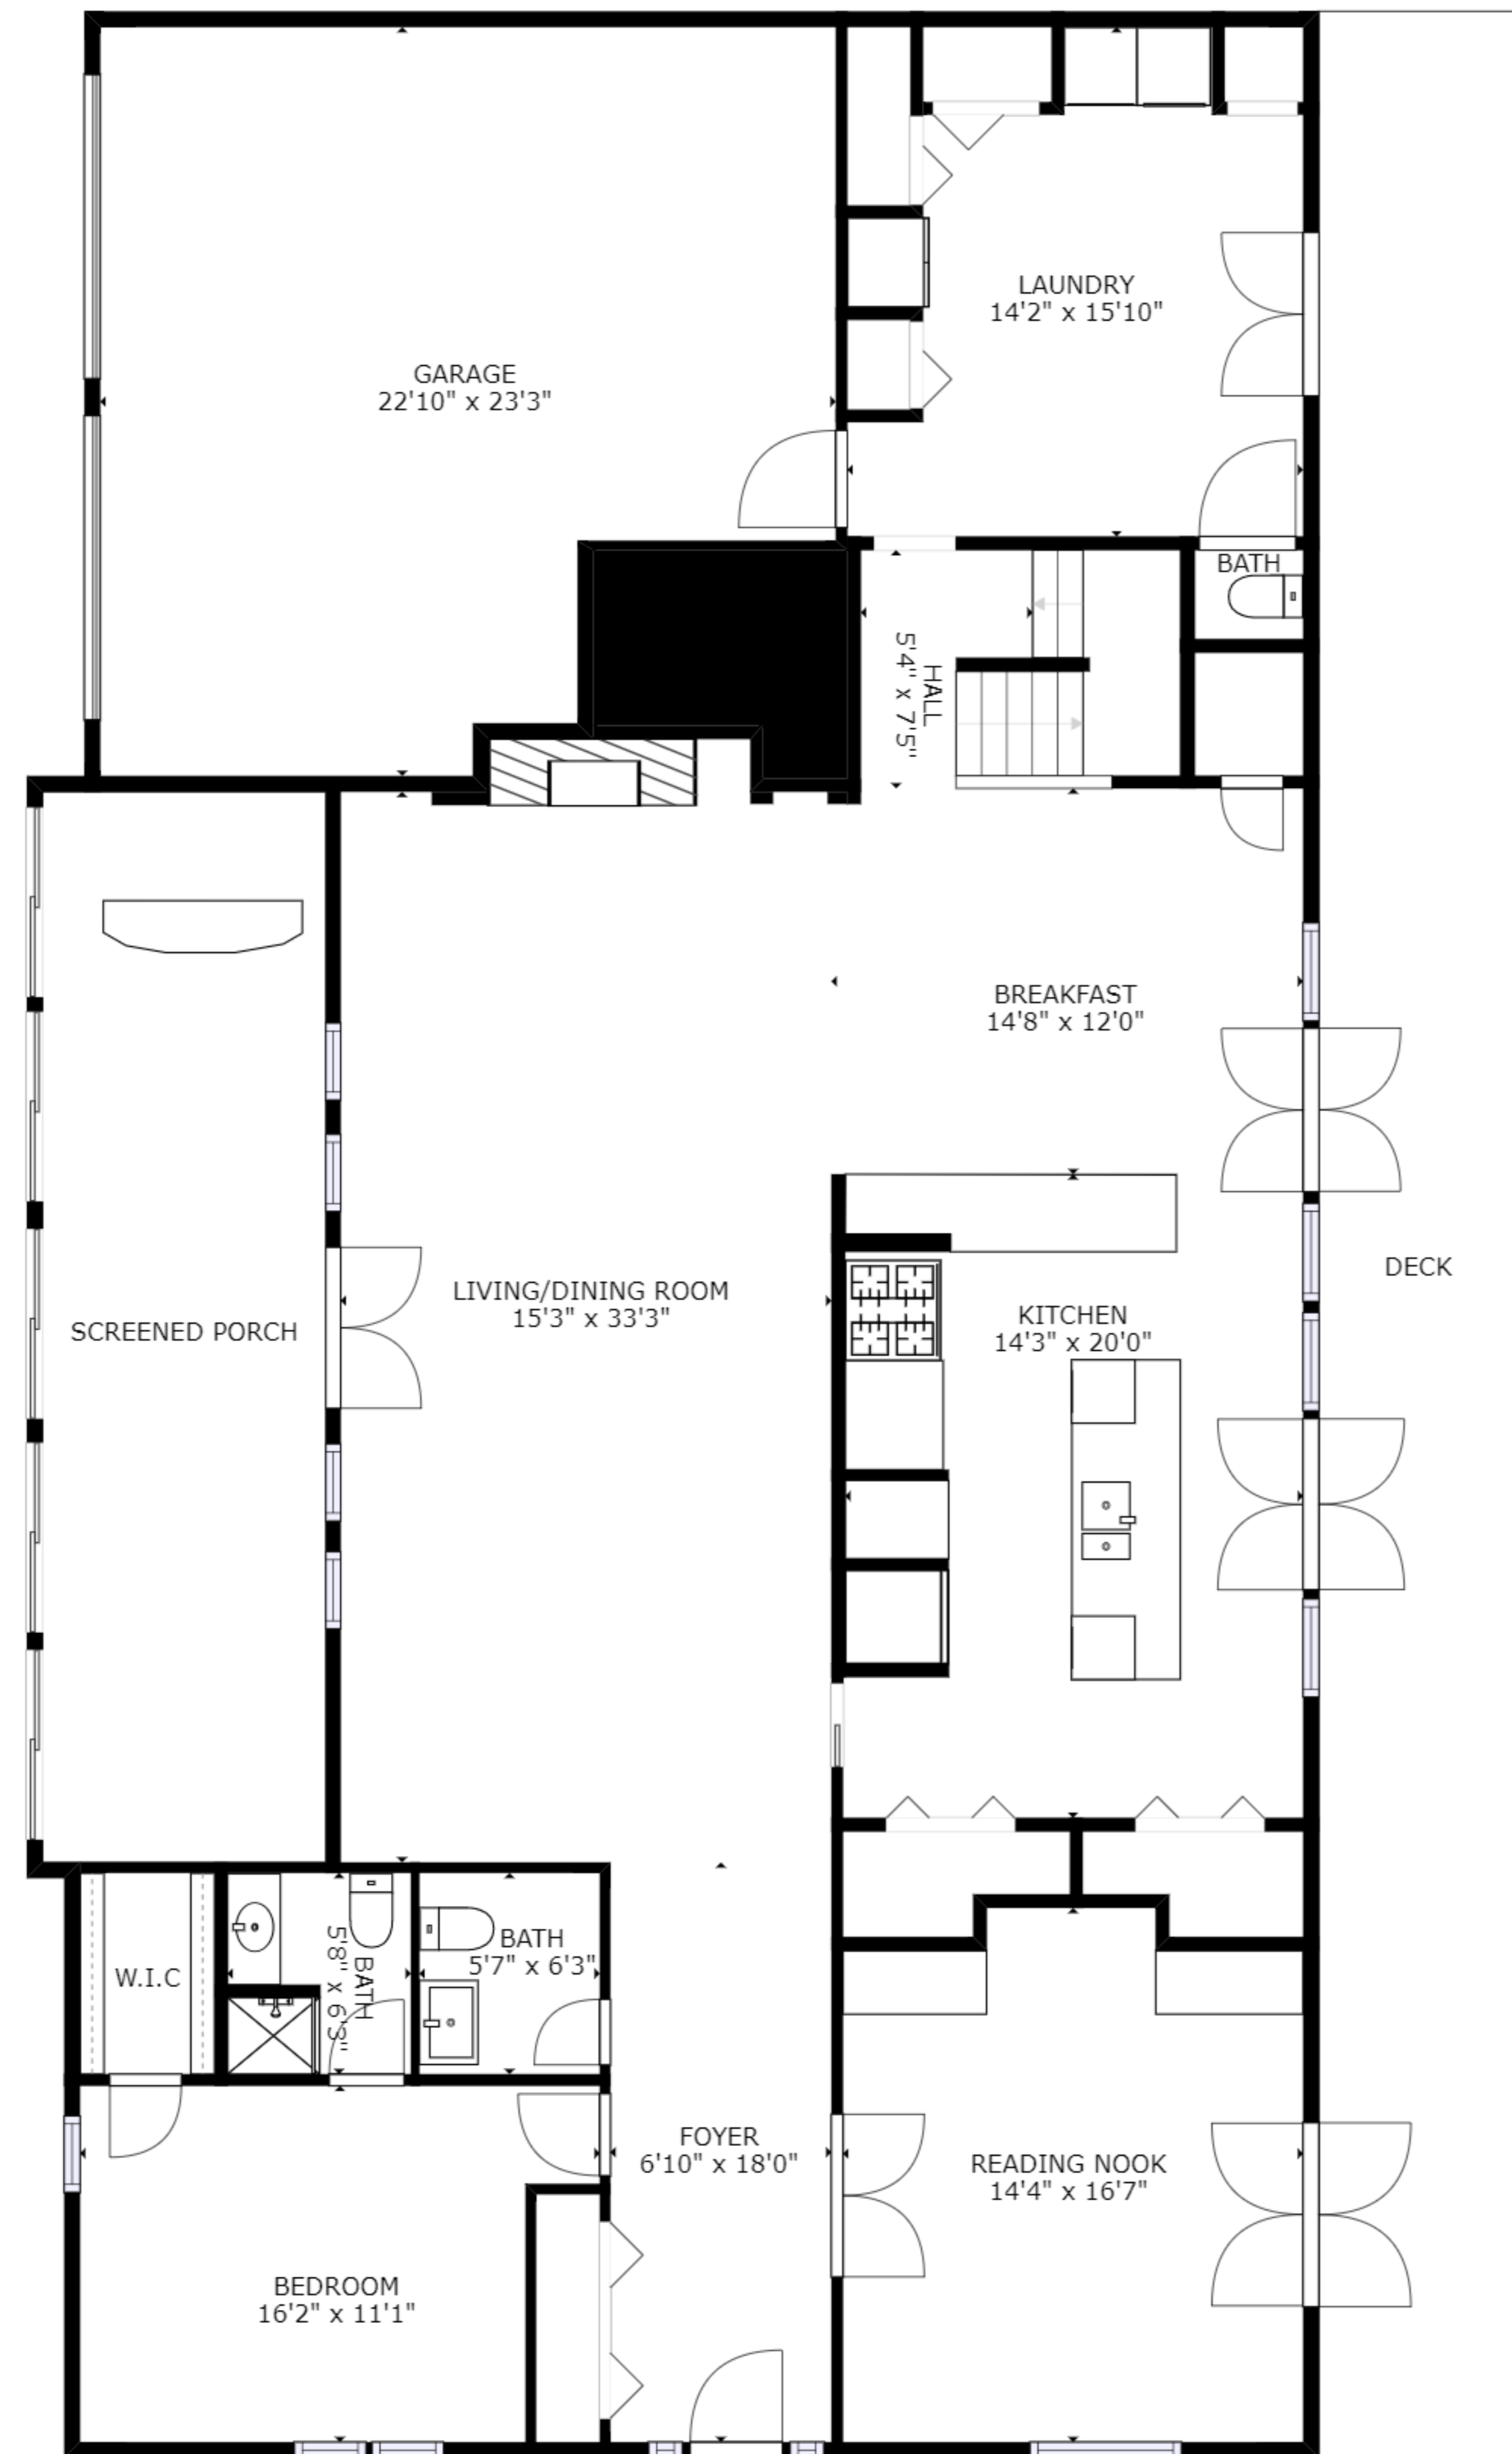 LAUNDRY
14'2" x 15'10"
GARAGE
22'10" x 23'3"
BATH
HALL
5'4" x 7'5"
BREAKFAST
14'8" x 12'0"
DECK
LIVING/DINING ROOM
15'3" x 33'3"
KITCHEN
14'3" x 20'0"
SCREENED PORCH
BATH
5'7" x 6'3"
W.I.C
BATH
5'8" x 6'3"
FOYER
6'10" x 18'0"
READING NOOK
14'4" x 16'7"
BEDROOM
16'2" x 11'1"